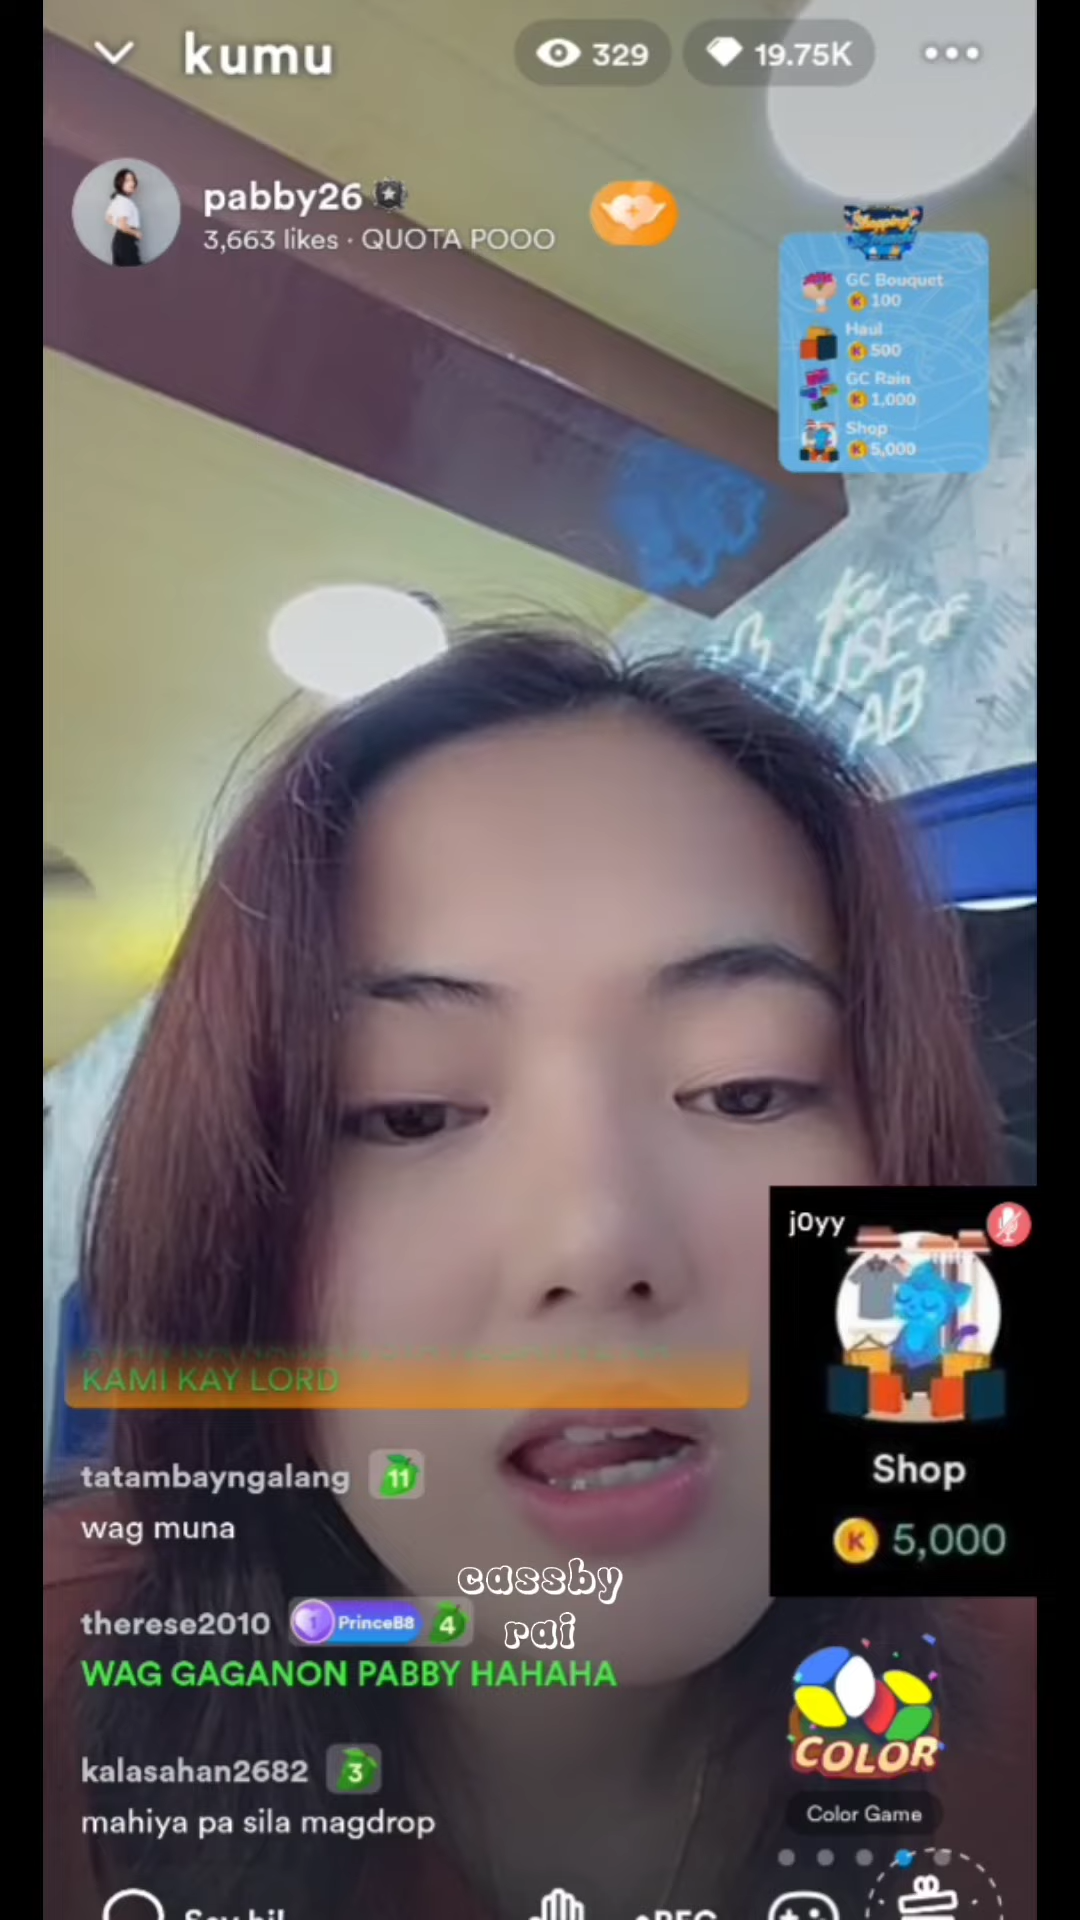 kumu
329
19.75K
pabby26
3,663 likes · QUOTA POOO
GC Bouquet
100
Haul
500
GC Rain
1,000
Shop
5,000
AB
j0yy
KAMI KAY LORD
Shop
K 5,000
tatambayngalang 11
wag muna
cassby
rai
therese2010 1 PrinceB8 4
WAG GAGANON PABBY HAHAHA
kalasahan2682 3
mahiya pa sila magdrop
COLOR
Color Game